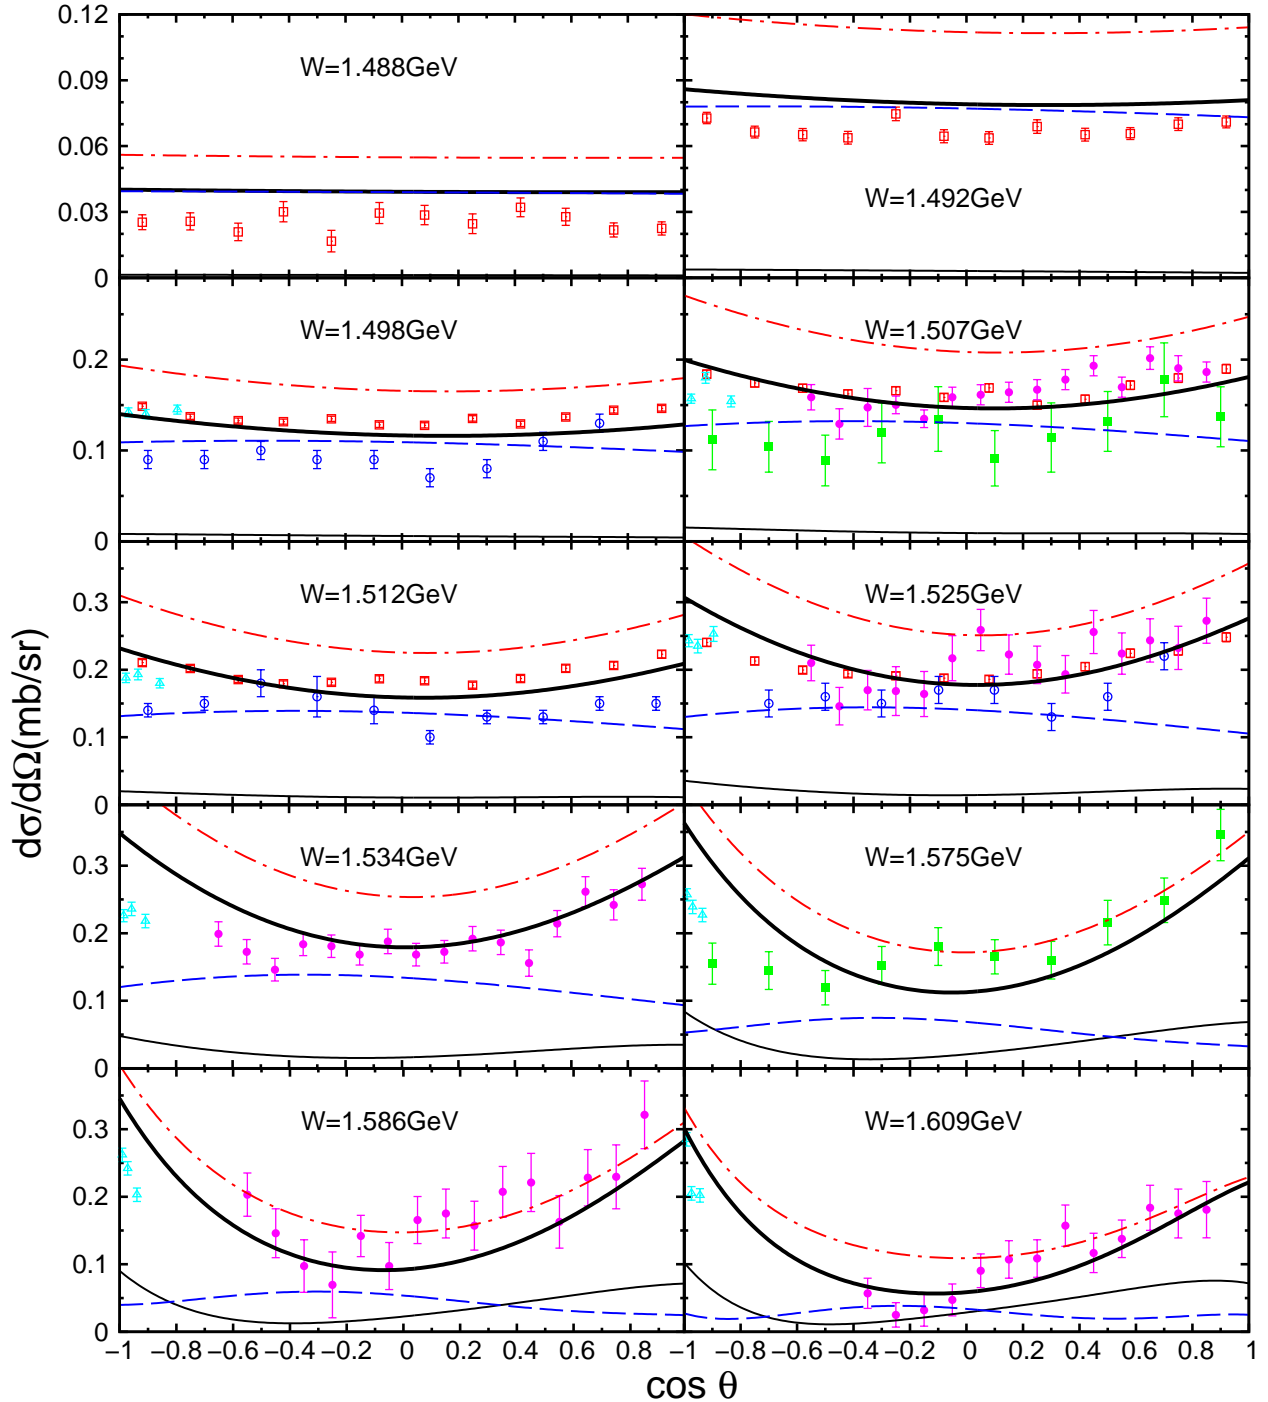 0.12
0.09
0.06
0.03
0
W=1.488GeV
W=1.492GeV
0.2
0.1
0
W=1.498GeV
W=1.507GeV
0.3
0.2
0.1
0
W=1.512GeV
W=1.525GeV
0.3
0.2
0.1
0
W=1.534GeV
W=1.575GeV
0.3
0.2
0.1
0
W=1.586GeV
W=1.609GeV
−1 −0.8 −0.6 −0.4 −0.2 0 0.2 0.4 0.6 0.8 −1 −0.8 −0.6 −0.4 −0.2 0 0.2 0.4 0.6 0.8 1
cos θ
dσ/dΩ(mb/sr)